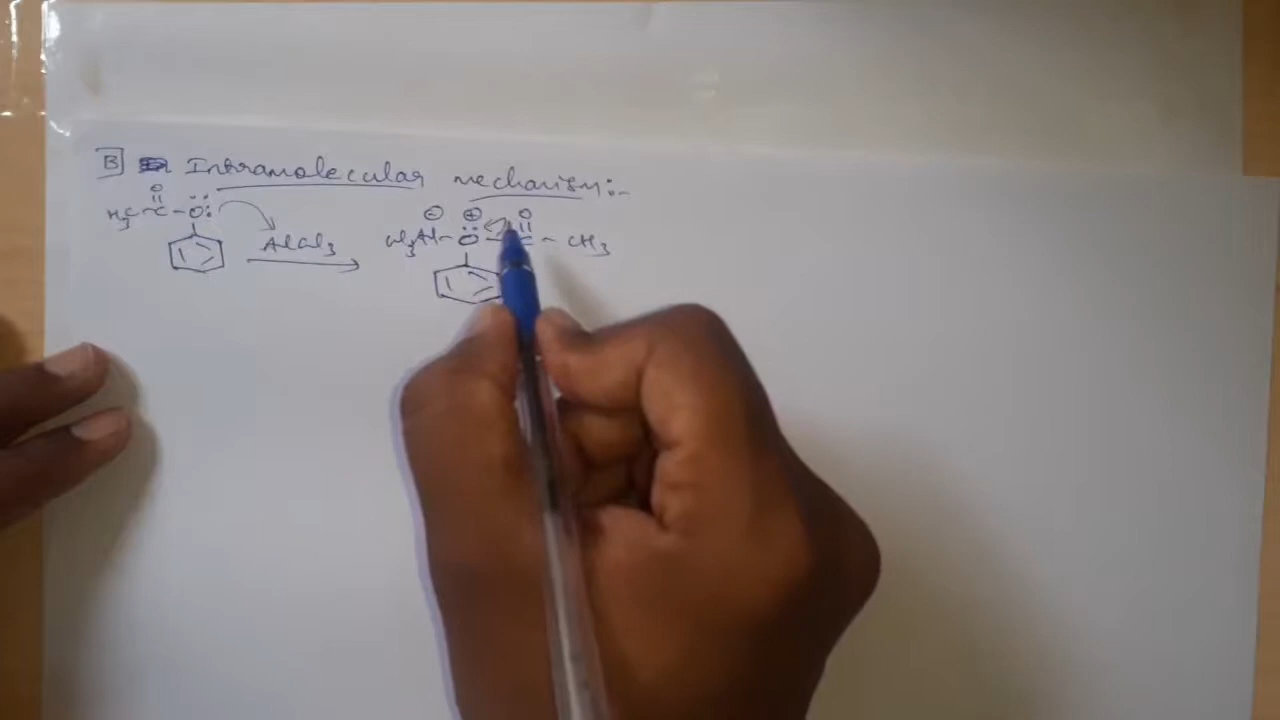 B Intramolecular mechanism:-
O ⊖ ⊕ O
H₃C-C-O: AlCl₃ Cl₃Al-O-C-CH₃